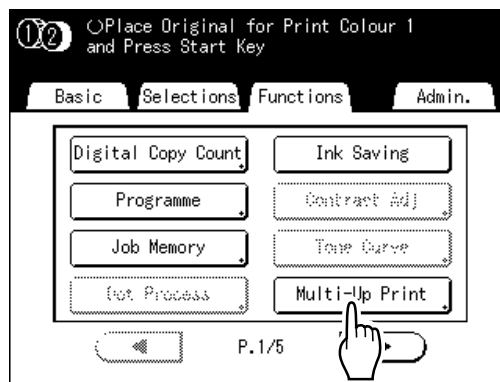 ①② Place Original for Print Colour 1
and Press Start Key
Basic Selections Functions Admin.
Digital Copy Count Ink Saving
Programme Contrast Adj
Job Memory Tone Curve
Dot Process Multi-Up Print
P.1/5